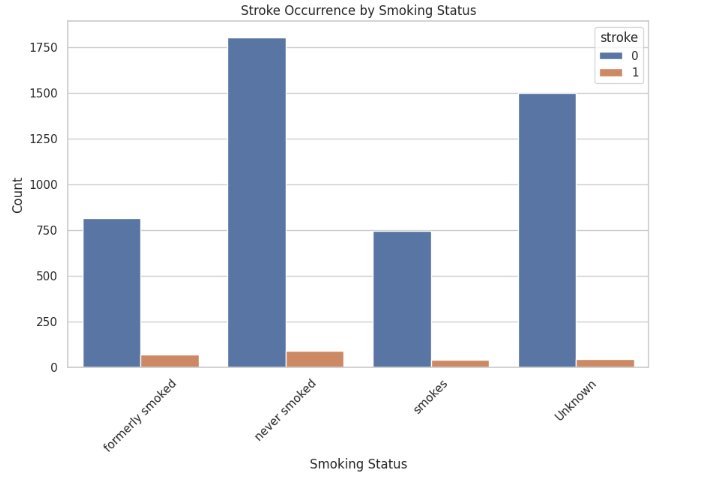 Stroke Occurrence by Smoking Status
stroke
0
1
Count
1750
1500
1250
1000
750
500
250
0
formerly smoked
never smoked
smokes
Unknown
Smoking Status